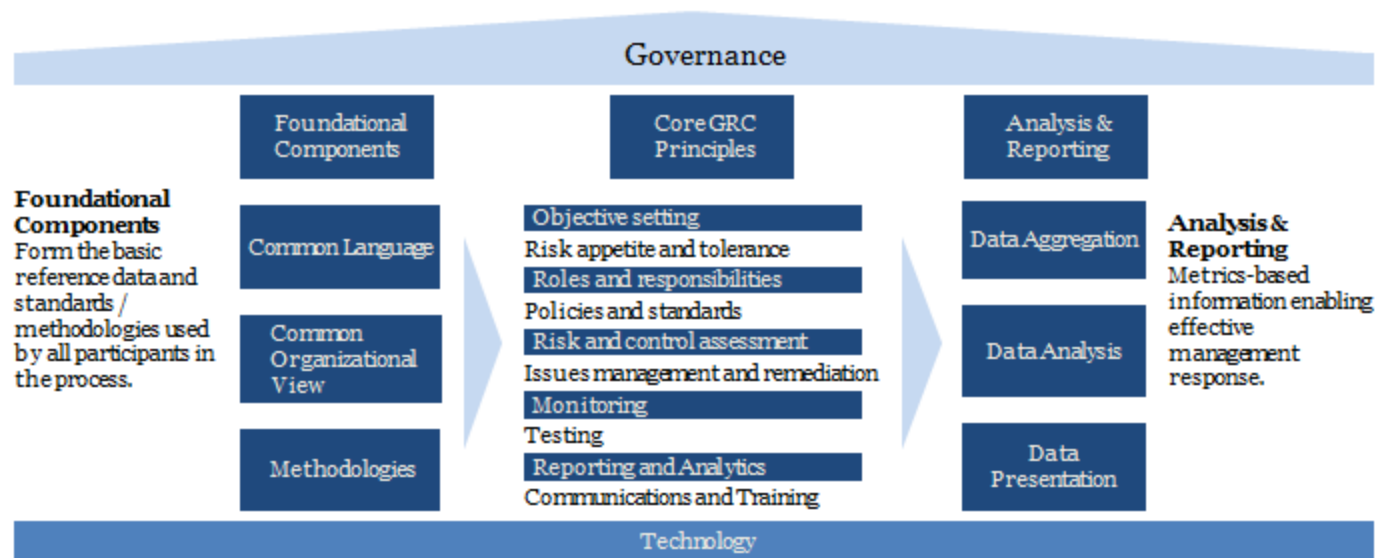 Governance
Foundational
Components
Core GRC
Principles
Analysis &
Reporting
Foundational
Components
Form the basic
reference data and
standards /
methodologies used
by all participants in
the process.
Common Language
Common
Organizational
View
Methodologies
Objective setting
Risk appetite and tolerance
Roles and responsibilities
Policies and standards
Risk and control assessment
Issues management and remediation
Monitoring
Testing
Reporting and Analytics
Communications and Training
Data Aggregation
Data Analysis
Data
Presentation
Analysis &
Reporting
Metrics-based
information enabling
effective
management
response.
Technology